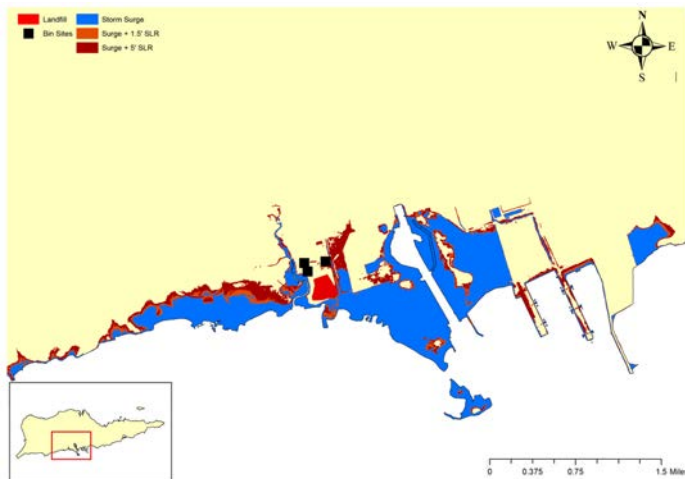 Landfill
Storm Surge
Bin Sites
Surge + 1.5' SLR
Surge + 5' SLR
N
W E
S
0 0.375 0.75 1.5 Miles